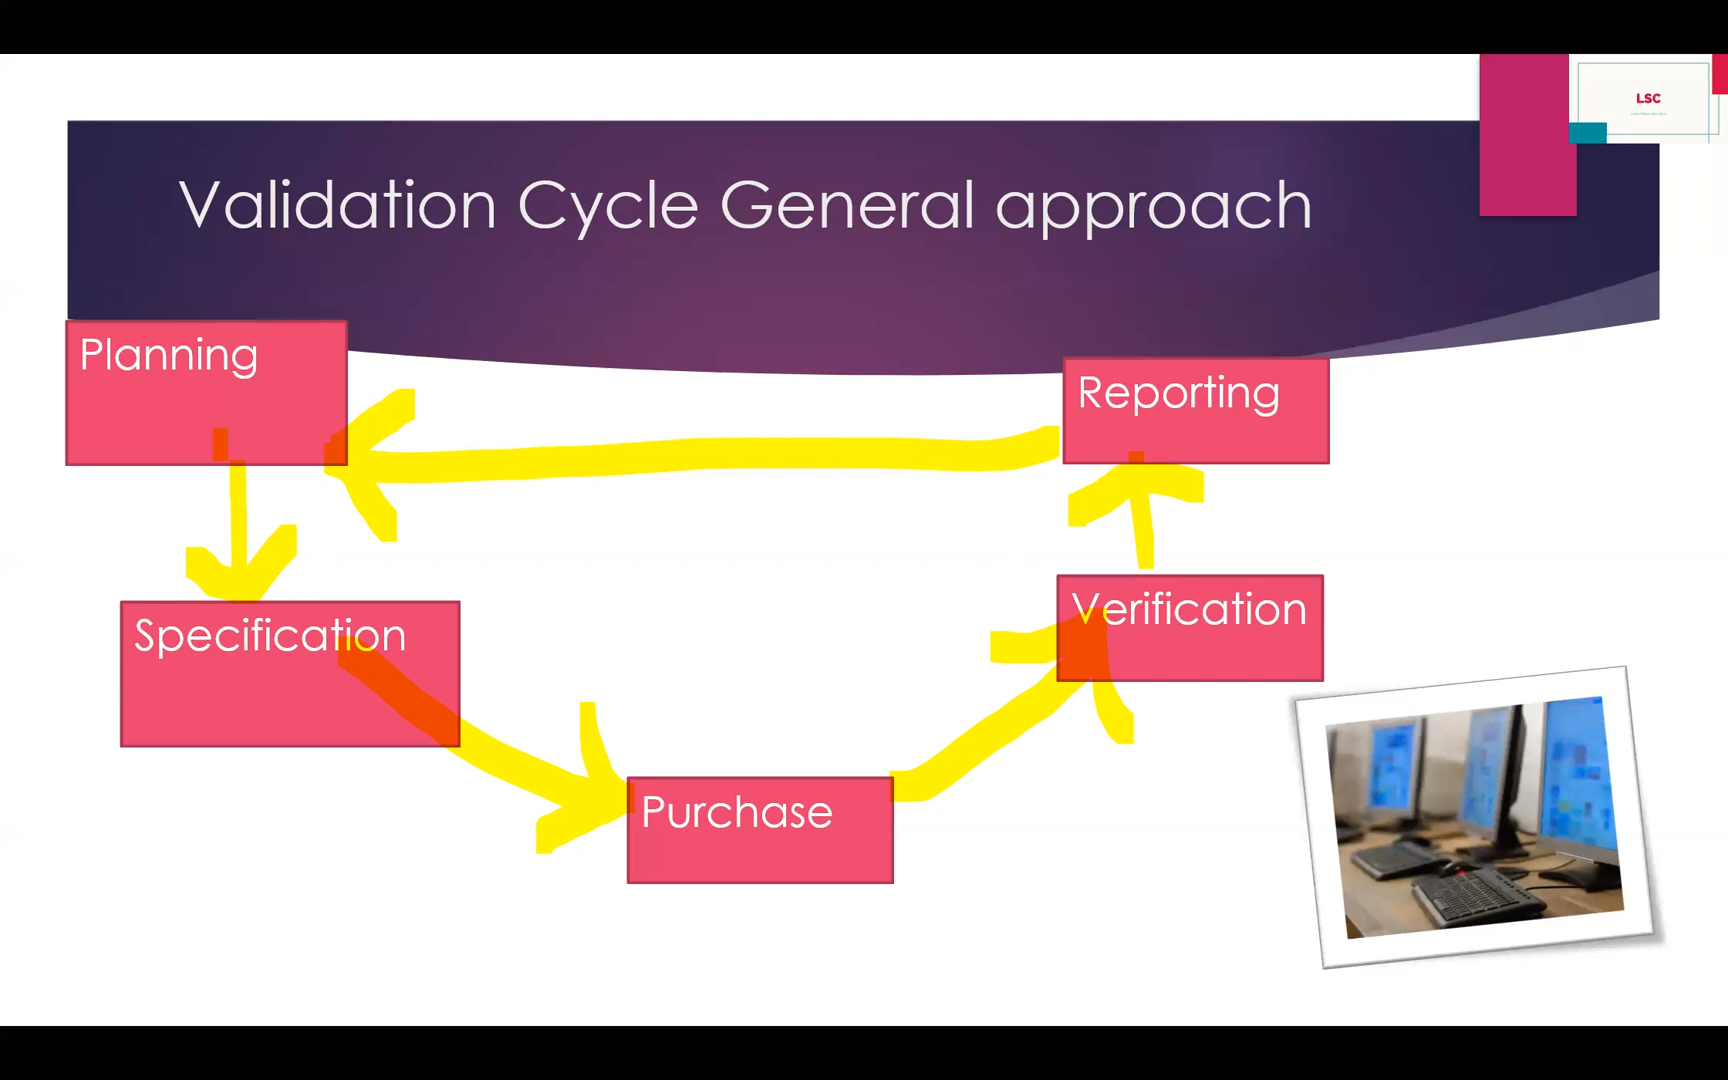 LSC
Validation Cycle General approach
Planning
Reporting
Specification
Verification
Purchase